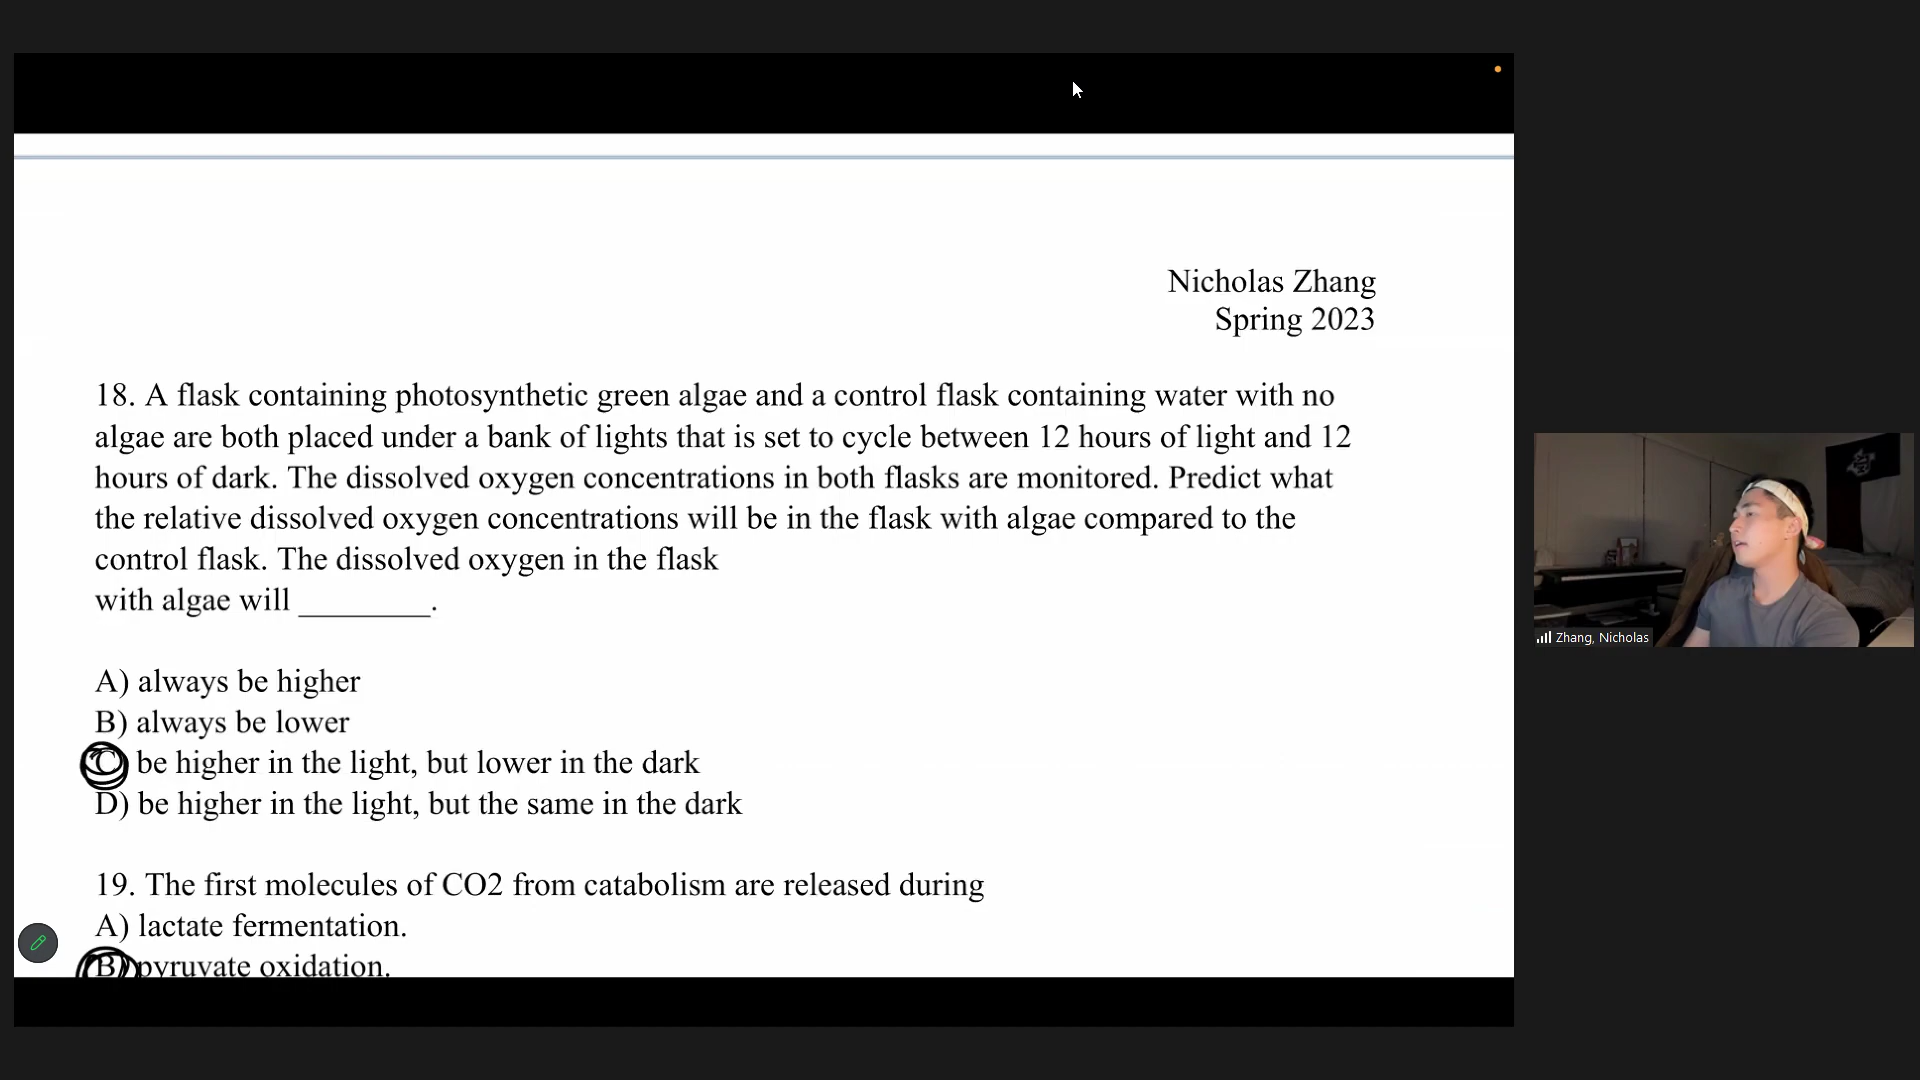 Nicholas Zhang
Spring 2023
18. A flask containing photosynthetic green algae and a control flask containing water with no
algae are both placed under a bank of lights that is set to cycle between 12 hours of light and 12
hours of dark. The dissolved oxygen concentrations in both flasks are monitored. Predict what
the relative dissolved oxygen concentrations will be in the flask with algae compared to the
control flask. The dissolved oxygen in the flask
with algae will ________.
A) always be higher
B) always be lower
C) be higher in the light, but lower in the dark
D) be higher in the light, but the same in the dark
19. The first molecules of CO2 from catabolism are released during
A) lactate fermentation.
B) pyruvate oxidation.
Zhang, Nicholas